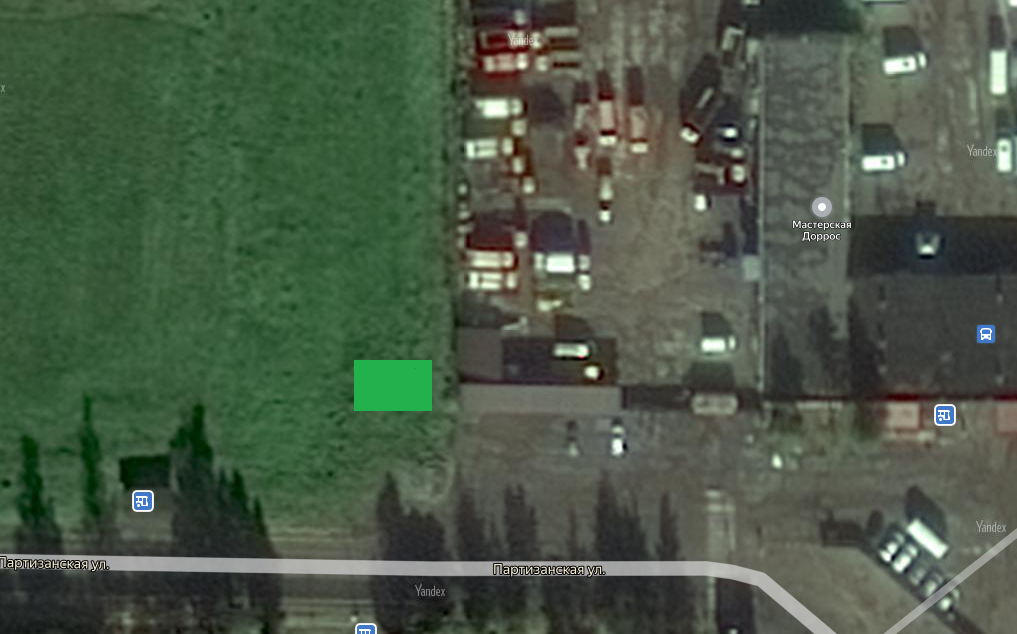 Yandex
x
Yandex
Мастерская
Доррос
Yandex
Партизанская ул.
Партизанская ул.
Yandex